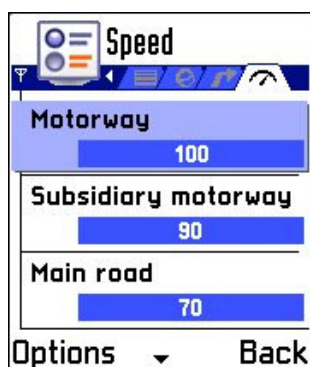 Speed
Motorway
100
Subsidiary motorway
90
Main road
70
Options Back